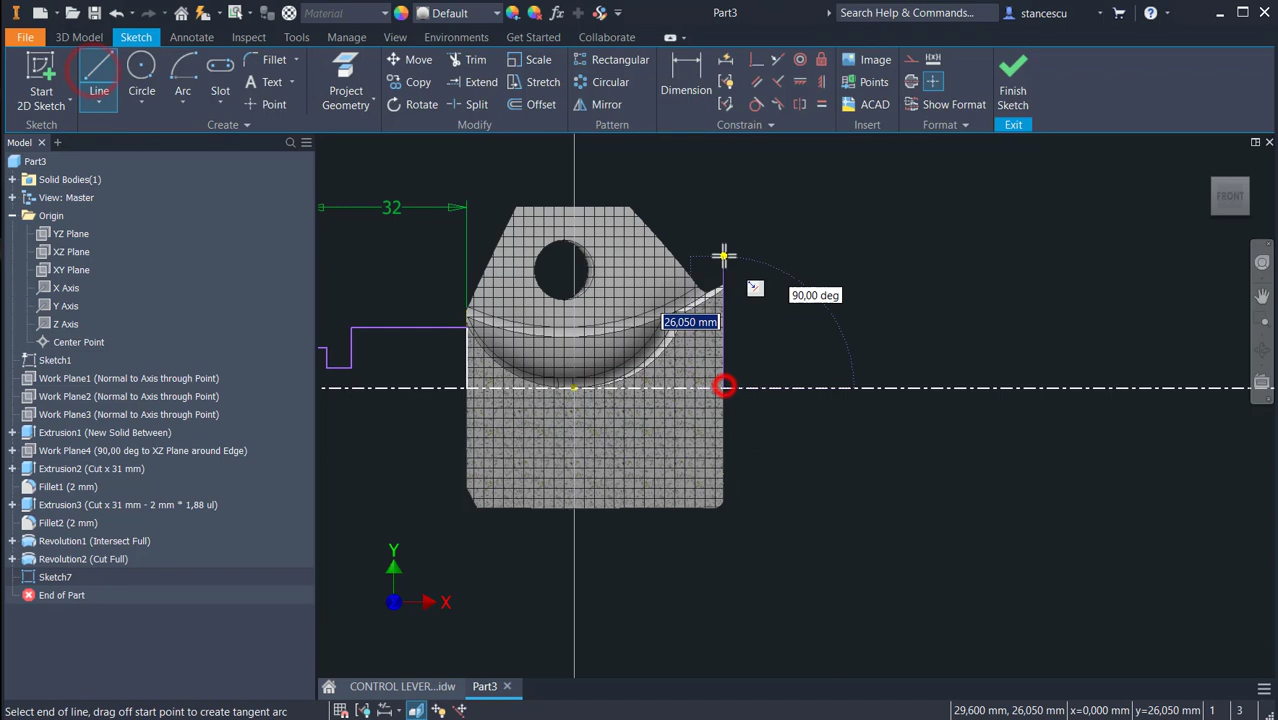 Material
Default
Part3
Search Help & Commands...
stancescu
File
3D Model
Sketch
Annotate
Inspect
Tools
Manage
View
Environments
Get Started
Collaborate
Start
2D Sketch
Line
Circle
Arc
Slot
Fillet
Text
Point
Project
Geometry
Move
Copy
Rotate
Trim
Extend
Split
Scale
Stretch
Offset
Rectangular
Circular
Mirror
Dimension
Image
Points
ACAD
Show Format
Finish
Sketch
Sketch
Create
Modify
Pattern
Constrain
Insert
Format
Exit
Model
Part3
Solid Bodies(1)
View: Master
Origin
YZ Plane
XZ Plane
XY Plane
X Axis
Y Axis
Z Axis
Center Point
Sketch1
Work Plane1 (Normal to Axis through Point)
Work Plane2 (Normal to Axis through Point)
Work Plane3 (Normal to Axis through Point)
Extrusion1 (New Solid Between)
Work Plane4 (90,00 deg to XZ Plane around Edge)
Extrusion2 (Cut x 31 mm)
Fillet1 (2 mm)
Extrusion3 (Cut x 31 mm - 2 mm * 1,88 ul)
Fillet2 (2 mm)
Revolution1 (Intersect Full)
Revolution2 (Cut Full)
Sketch7
End of Part
32
FRONT
90,00 deg
26,050 mm
Y
X
Z
CONTROL LEVER...idw
Part3
Select end of line, drag off start point to create tangent arc
29,600 mm, 26,050 mm
x=0,000 mm
y=26,050 mm
1
3